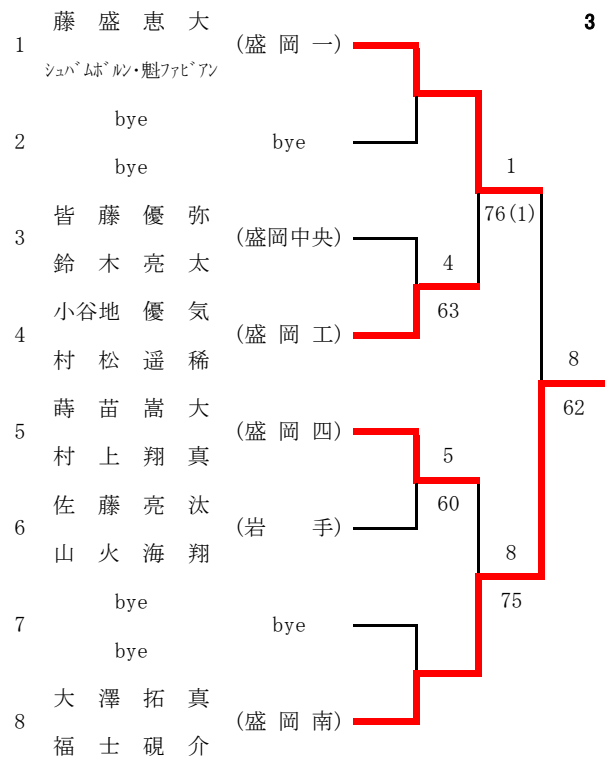 3
藤 盛 恵 大
1 (盛 岡 一)
シュバムボルン・魁ファビアン
bye
2 bye
bye
1
76(1)
皆 藤 優 弥
3 (盛岡中央)
鈴 木 亮 太
4
63
小谷地 優 気
4 (盛 岡 工)
村 松 遥 稀
8
62
蒔 苗 嵩 大
5 (盛 岡 四)
村 上 翔 真
5
60
佐 藤 亮 汰
6 (岩 手)
山 火 海 翔
8
75
bye
7 bye
bye
大 澤 拓 真
8 (盛 岡 南)
福 士 硯 介